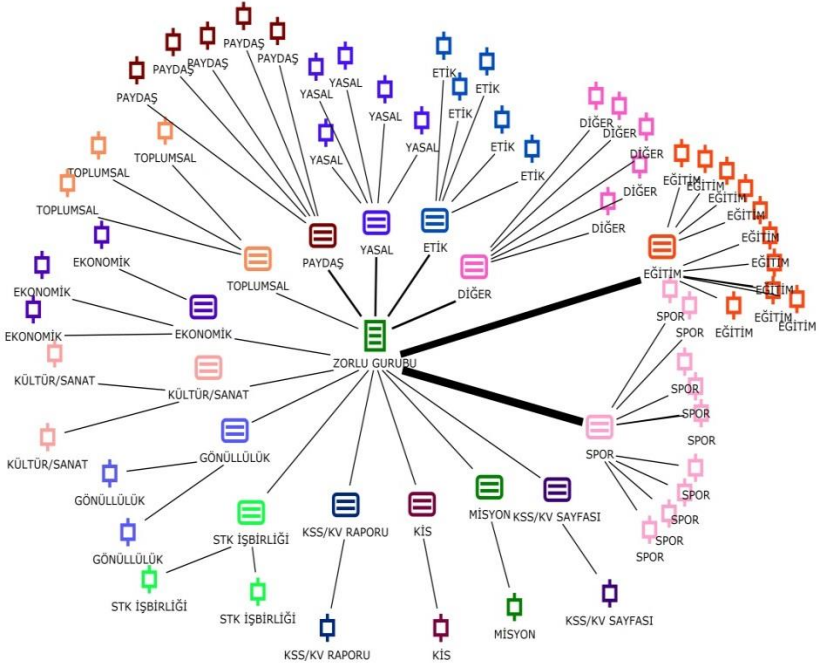 PAYDAŞ
PAYDAŞ
PAYDAŞ
PAYDAŞ
PAYDAŞ
YASAL
YASAL
YASAL
YASAL
YASAL
ETİK
ETİK
ETİK
ETİK
ETİK
DİĞER
DİĞER
DİĞER
DİĞER
DİĞER
TOPLUMSAL
TOPLUMSAL
TOPLUMSAL
EĞİTİM
EĞİTİM
EĞİTİM
EĞİTİM
EĞİTİM
EĞİTİM
EĞİTİM
EĞİTİM
EĞİTİM
PAYDAŞ
YASAL
ETİK
DİĞER
EĞİTİM
TOPLUMSAL
EKONOMİK
EKONOMİK
EKONOMİK
EKONOMİK
ZORLU GURUBU
SPOR
SPOR
SPOR
SPOR
SPOR
KÜLTÜR/SANAT
KÜLTÜR/SANAT
KÜLTÜR/SANAT
GÖNÜLLÜLÜK
SPOR
SPOR
SPOR
SPOR
SPOR
GÖNÜLLÜLÜK
GÖNÜLLÜLÜK
STK İŞBİRLİĞİ
KSS/KV RAPORU
KİS
MİSYON
KSS/KV SAYFASI
STK İŞBİRLİĞİ
STK İŞBİRLİĞİ
KSS/KV RAPORU
KİS
MİSYON
KSS/KV SAYFASI